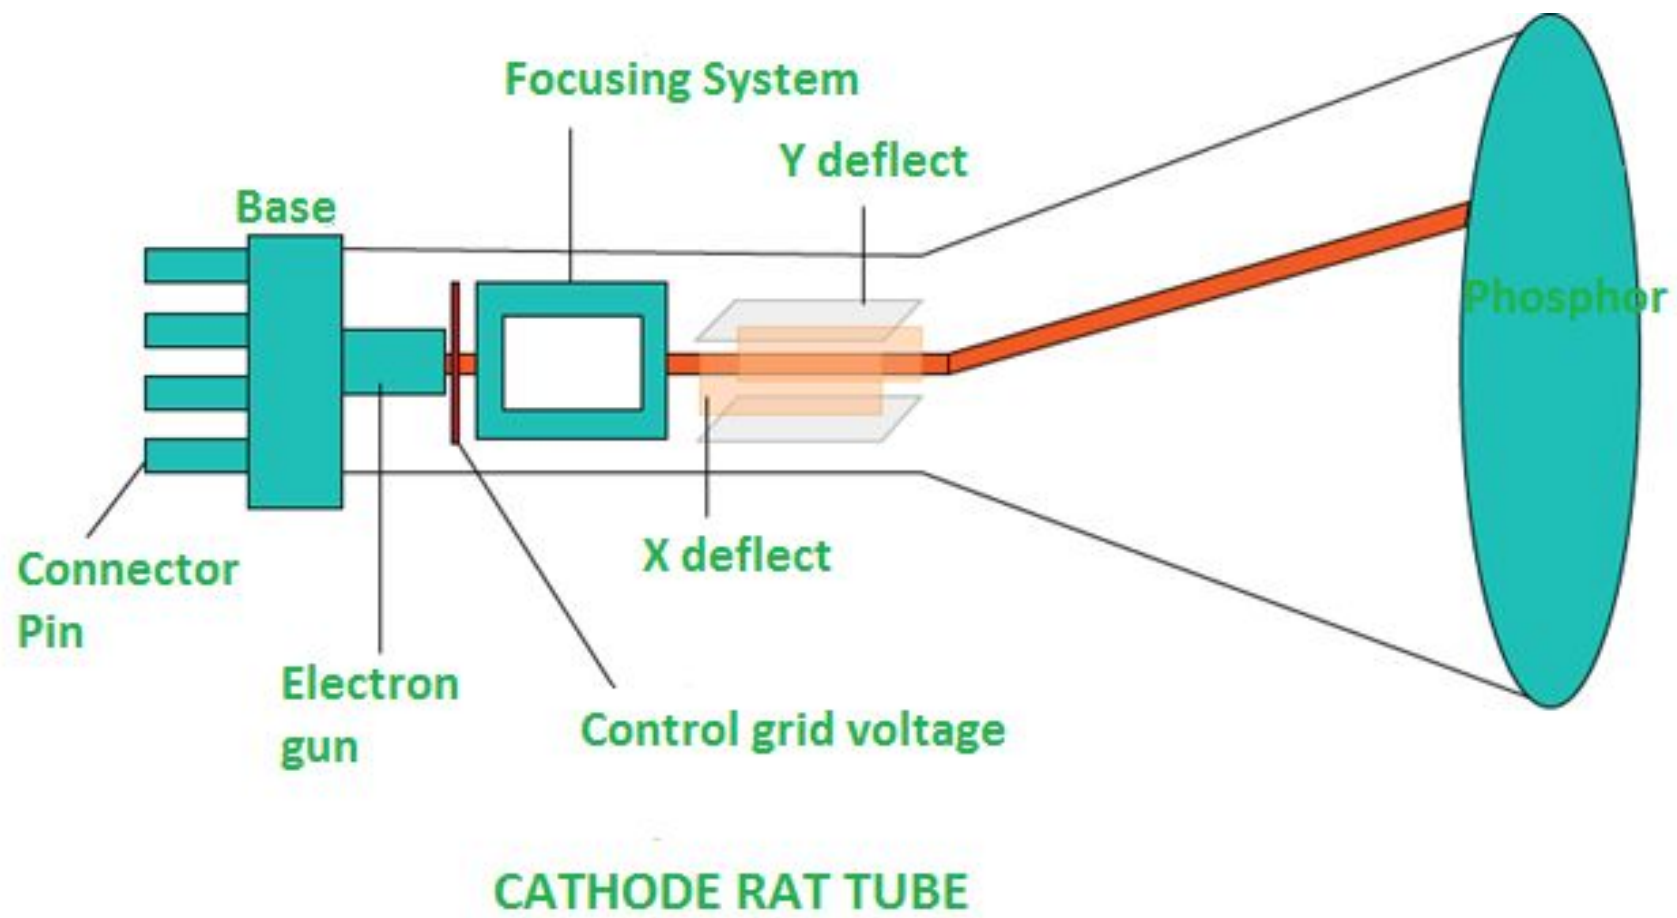 Focusing System
Y deflect
Base
Phosphor
X deflect
Connector
Pin
Electron
gun
Control grid voltage
CATHODE RAT TUBE